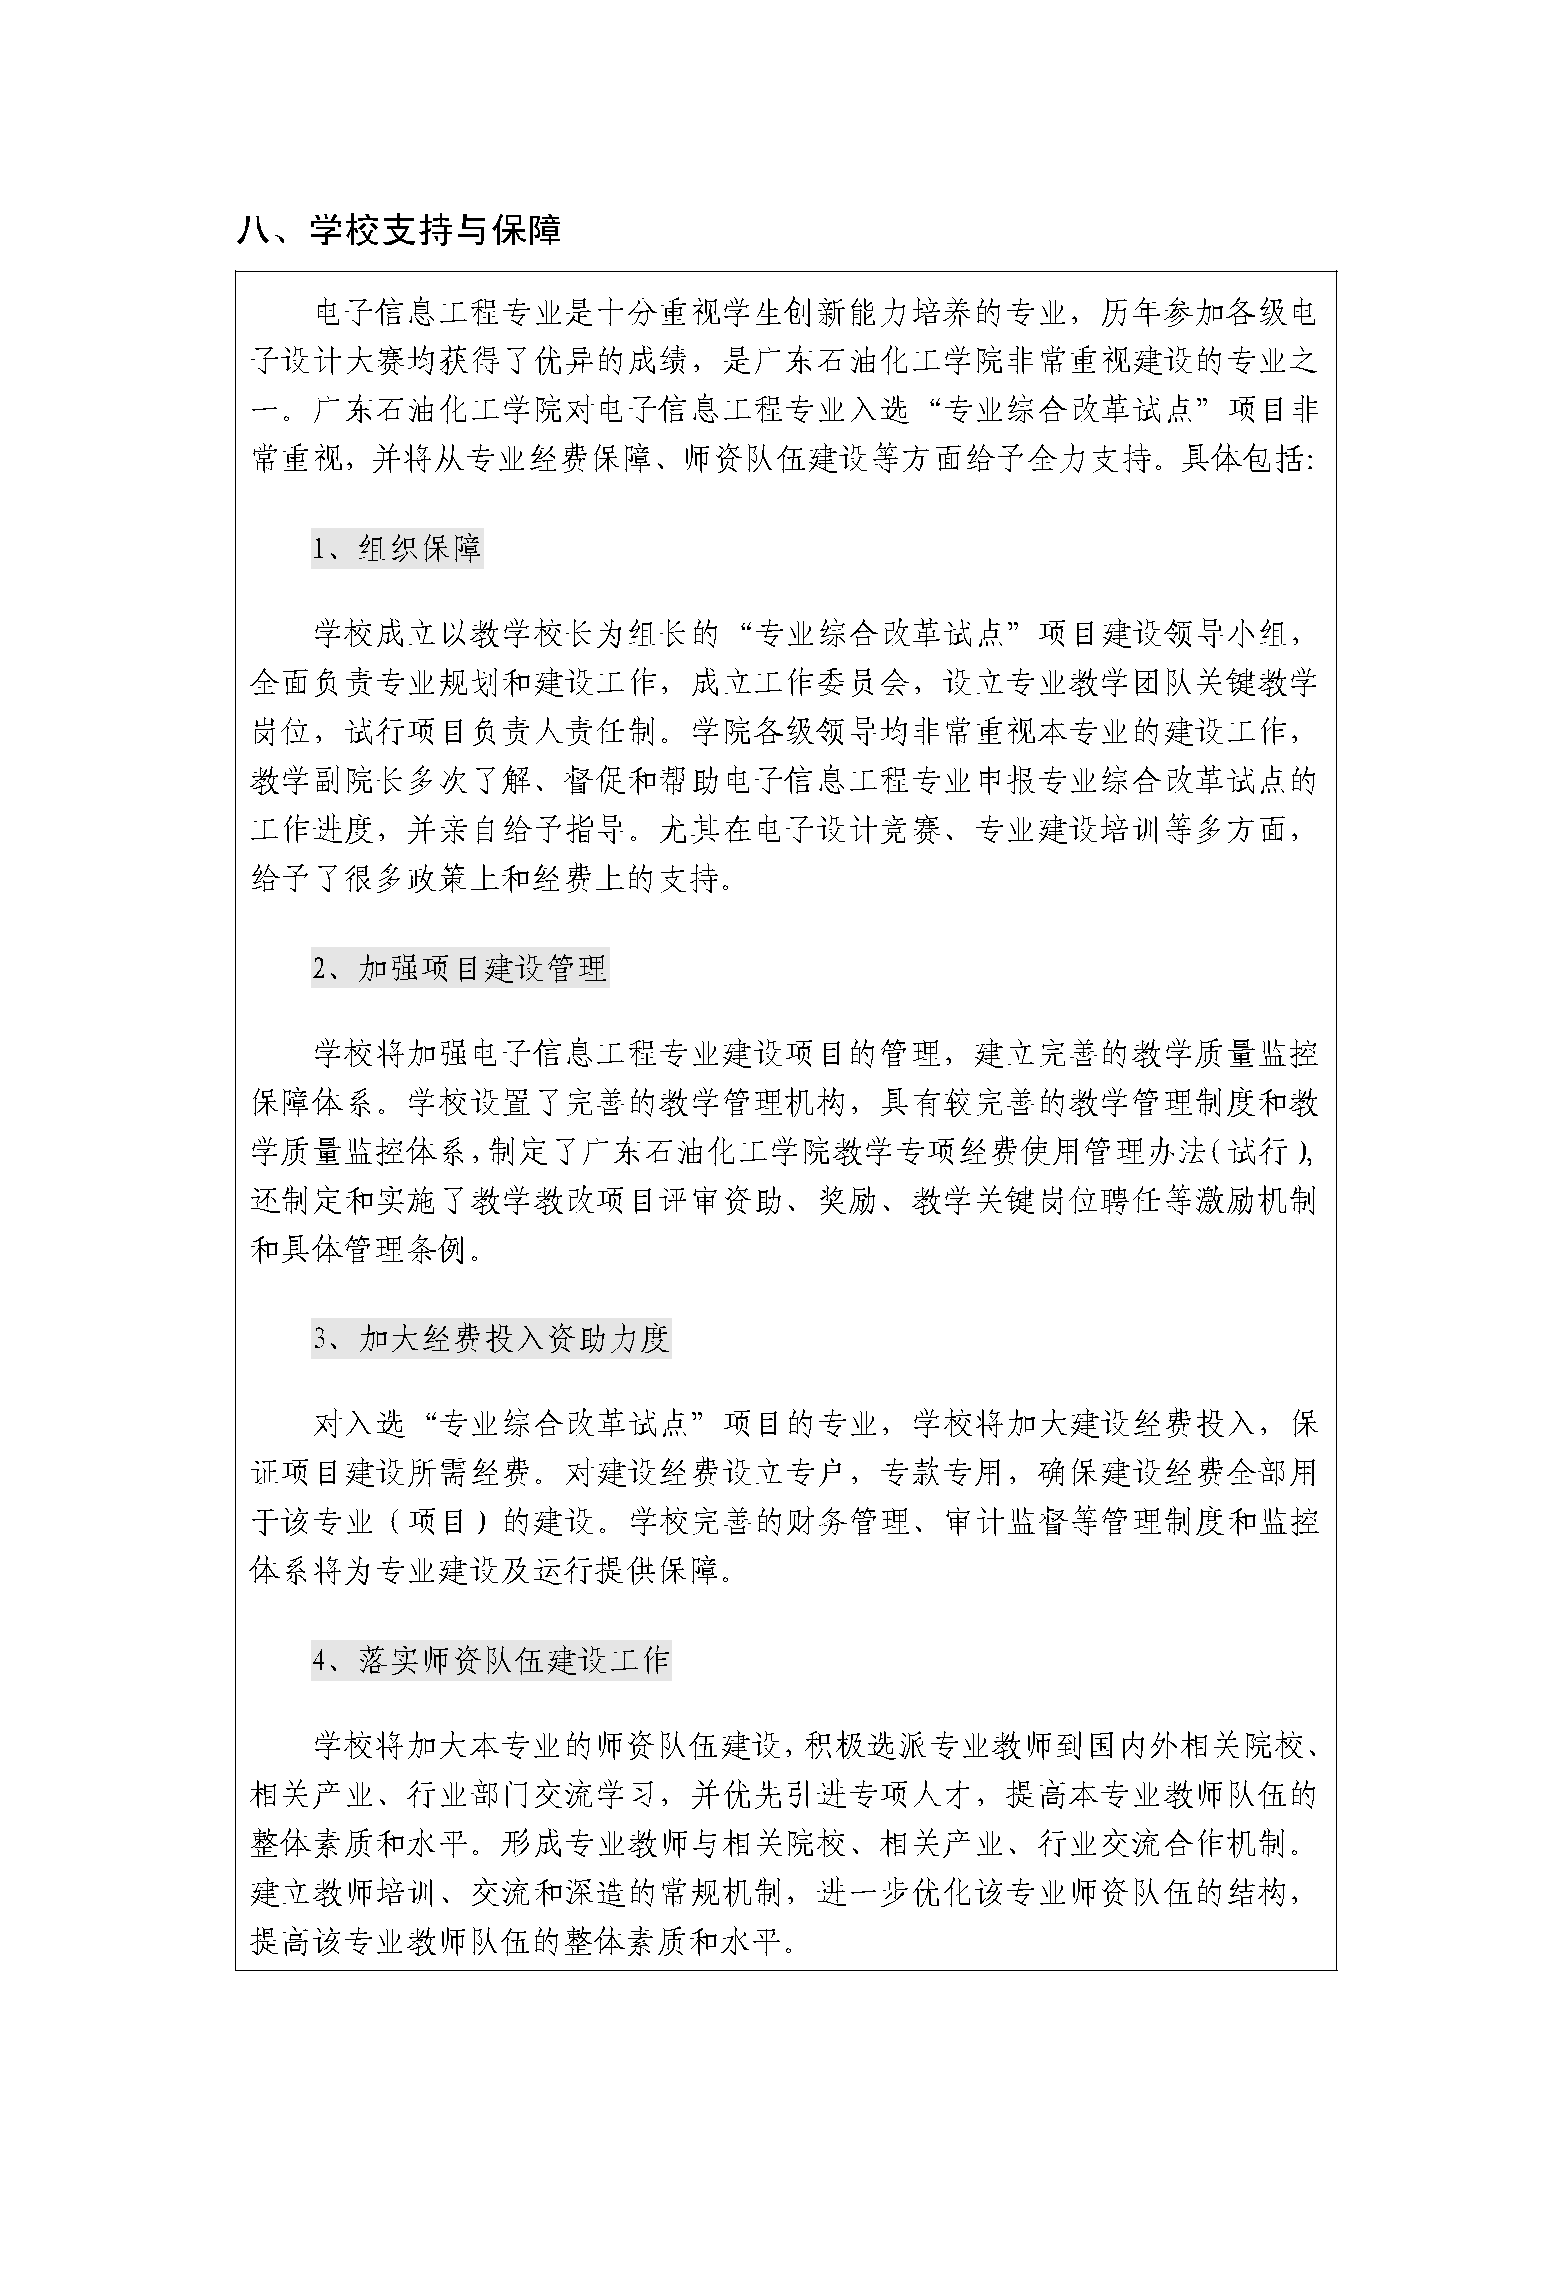 八、学校支持与保障
电子信息工程专业是十分重视学生创新能力培养的专业，历年参加各级电
子设计大赛均获得了优异的成绩，是广东石油化工学院非常重视建设的专业之
一。广东石油化工学院对电子信息工程专业入选“专业综合改革试点”项目非
常重视，并将从专业经费保障、师资队伍建设等方面给予全力支持。具体包括：
1、组织保障
学校成立以教学校长为组长的“专业综合改革试点”项目建设领导小组，
全面负责专业规划和建设工作，成立工作委员会，设立专业教学团队关键教学
岗位，试行项目负责人责任制。学院各级领导均非常重视本专业的建设工作，
教学副院长多次了解、督促和帮助电子信息工程专业申报专业综合改革试点的
工作进度，并亲自给予指导。尤其在电子设计竞赛、专业建设培训等多方面，
给予了很多政策上和经费上的支持。
2、加强项目建设管理
学校将加强电子信息工程专业建设项目的管理，建立完善的教学质量监控
保障体系。学校设置了完善的教学管理机构，具有较完善的教学管理制度和教
学质量监控体系，制定了广东石油化工学院教学专项经费使用管理办法（试行），
还制定和实施了教学教改项目评审资助、奖励、教学关键岗位聘任等激励机制
和具体管理条例。
3、加大经费投入资助力度
对入选“专业综合改革试点”项目的专业，学校将加大建设经费投入，保
证项目建设所需经费。对建设经费设立专户，专款专用，确保建设经费全部用
于该专业（项目）的建设。学校完善的财务管理、审计监督等管理制度和监控
体系将为专业建设及运行提供保障。
4、落实师资队伍建设工作
学校将加大本专业的师资队伍建设，积极选派专业教师到国内外相关院校、
相关产业、行业部门交流学习，并优先引进专项人才，提高本专业教师队伍的
整体素质和水平。形成专业教师与相关院校、相关产业、行业交流合作机制。
建立教师培训、交流和深造的常规机制，进一步优化该专业师资队伍的结构，
提高该专业教师队伍的整体素质和水平。